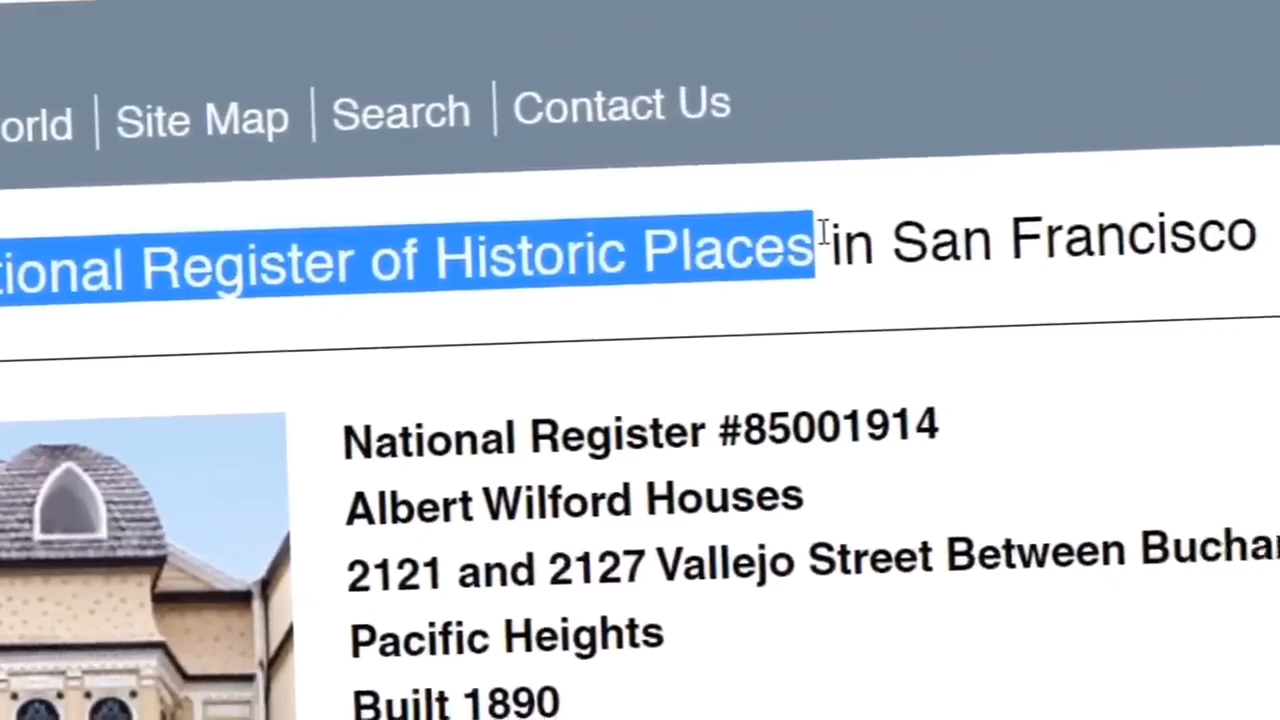 orld | Site Map | Search | Contact Us
tional Register of Historic Places in San Francisco
National Register #85001914
Albert Wilford Houses
2121 and 2127 Vallejo Street Between Buchan
Pacific Heights
Built 1890